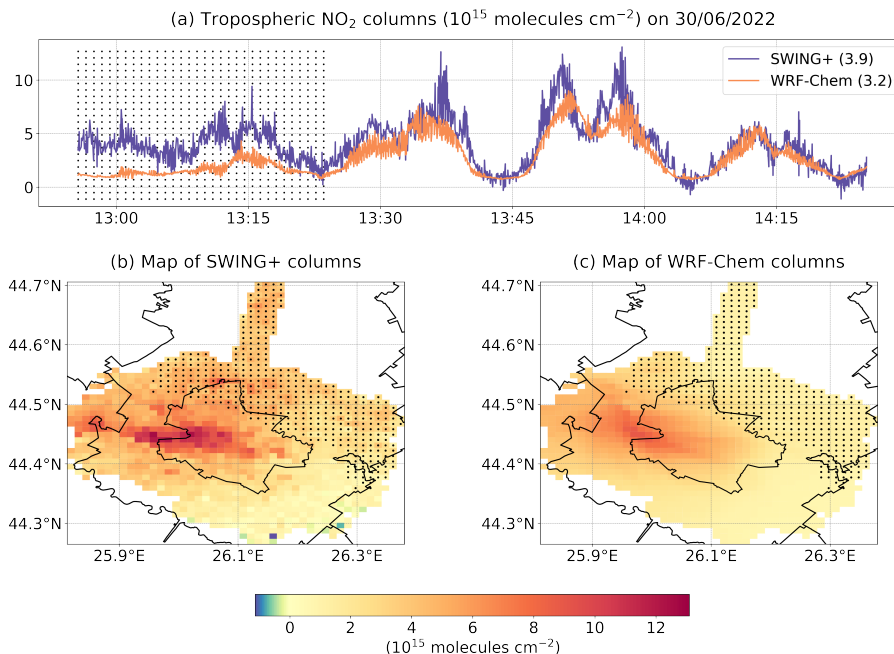 (a) Tropospheric NO₂ columns (10¹⁵ molecules cm⁻²) on 30/06/2022
10
5
0
SWING+ (3.9)
WRF-Chem (3.2)
13:00 13:15 13:30 13:45 14:00 14:15
(b) Map of SWING+ columns
44.7°N
44.6°N
44.5°N
44.4°N
44.3°N
25.9°E 26.1°E 26.3°E
(c) Map of WRF-Chem columns
44.7°N
44.6°N
44.5°N
44.4°N
44.3°N
25.9°E 26.1°E 26.3°E
0 2 4 6 8 10 12
(10¹⁵ molecules cm⁻²)